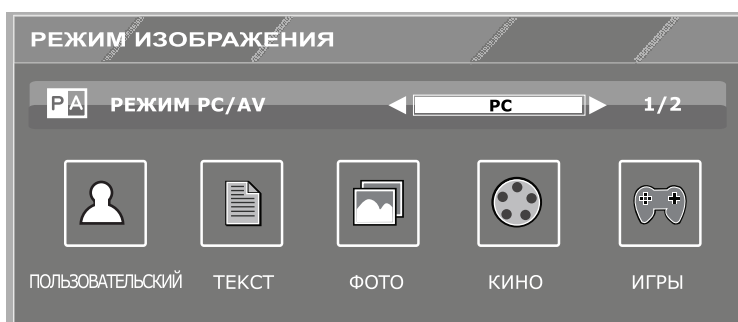 РЕЖИМ ИЗОБРАЖЕНИЯ
PA РЕЖИМ PC/AV PC 1/2
ПОЛЬЗОВАТЕЛЬСКИЙ ТЕКСТ ФОТО КИНО ИГРЫ